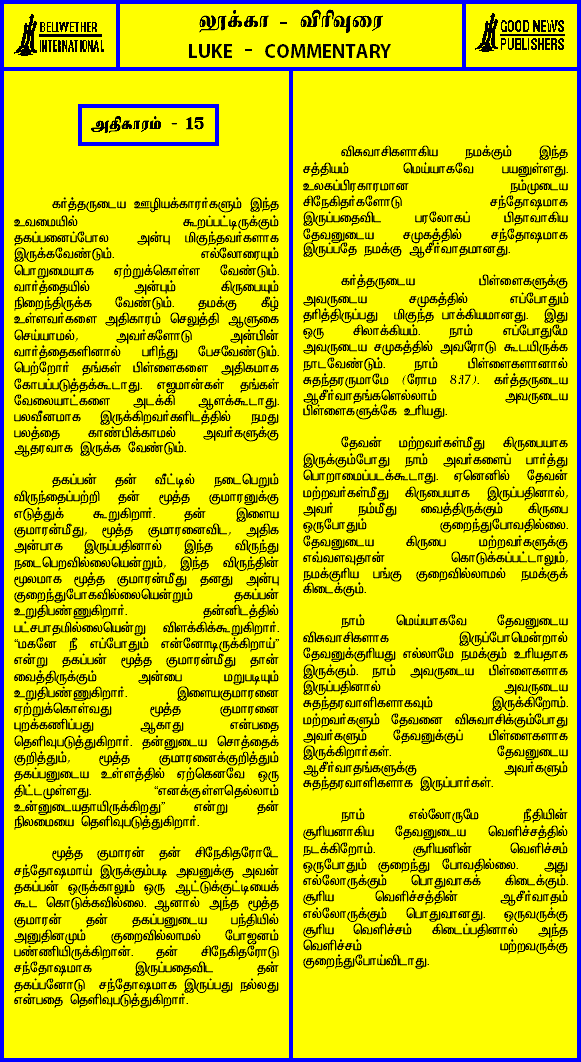 BELLWETHER
INTERNATIONAL
லூக்கா - விரிவுரை
LUKE - COMMENTARY
GOOD NEWS
PUBLISHERS
அதிகாரம் - 15
கர்த்தருடைய ஊழியக்காரர்களும் இந்த
உவமையில் கூறப்பட்டிருக்கும்
தகப்பனைப்போல அன்பு மிகுந்தவர்களாக
இருக்கவேண்டும். எல்லோரையும்
பொறுமையாக ஏற்றுக்கொள்ள வேண்டும்.
வார்த்தையில் அன்பும் கிருபையும்
நிறைந்திருக்க வேண்டும். தமக்கு கீழ்
உள்ளவர்களை அதிகாரம் செலுத்தி ஆளுகை
செய்யாமல், அவர்களோடு அன்பின்
வார்த்தைகளினால் பரிந்து பேசவேண்டும்.
பெற்றோர் தங்கள் பிள்ளைகளை அதிகமாக
கோபப்படுத்தக்கூடாது. எஜமான்கள் தங்கள்
வேலையாட்களை அடக்கி ஆளக்கூடாது.
பலவீனமாக இருக்கிறவர்களிடத்தில் நமது
பலத்தை காண்பிக்காமல் அவர்களுக்கு
ஆதரவாக இருக்க வேண்டும்.
தகப்பன் தன் வீட்டில் நடைபெறும்
விருந்தைப்பற்றி தன் மூத்த குமாரனுக்கு
எடுத்துக் கூறுகிறார். தன் இளைய
குமாரன்மீது, மூத்த குமாரனைவிட, அதிக
அன்பாக இருப்பதினால் இந்த விருந்து
நடைபெறவில்லையென்றும், இந்த விருந்தின்
மூலமாக மூத்த குமாரன்மீது தனது அன்பு
குறைந்துபோகவில்லையென்றும் தகப்பன்
உறுதிபண்ணுகிறார். தன்னிடத்தில்
பட்சபாதமில்லையென்று விளக்கிக்கூறுகிறார்.
“மகனே நீ எப்போதும் என்னோடிருக்கிறாய்”
என்று தகப்பன் மூத்த குமாரன்மீது தான்
வைத்திருக்கும் அன்பை மறுபடியும்
உறுதிபண்ணுகிறார். இளையகுமாரனை
ஏற்றுக்கொள்வது மூத்த குமாரனை
புறக்கணிப்பது ஆகாது என்பதை
தெளிவுபடுத்துகிறார். தன்னுடைய சொத்தைக்
குறித்தும், மூத்த குமாரனைக்குறித்தும்
தகப்பனுடைய உள்ளத்தில் ஏற்கெனவே ஒரு
திட்டமுள்ளது. “எனக்குள்ளதெல்லாம்
உன்னுடையதாயிருக்கிறது” என்று தன்
நிலமையை தெளிவுபடுத்துகிறார்.
மூத்த குமாரன் தன் சிநேகிதரோடே
சந்தோஷமாய் இருக்கும்படி அவனுக்கு அவன்
தகப்பன் ஒருக்காலும் ஒரு ஆட்டுக்குட்டியைக்
கூட கொடுக்கவில்லை. ஆனால் அந்த மூத்த
குமாரன் தன் தகப்பனுடைய பந்தியில்
அனுதினமும் குறைவில்லாமல் போஜனம்
பண்ணியிருக்கிறான். தன் சிநேகிதரோடு
சந்தோஷமாக இருப்பதைவிட தன்
தகப்பனோடு சந்தோஷமாக இருப்பது நல்லது
என்பதை தெளிவுபடுத்துகிறார்.
விசுவாசிகளாகிய நமக்கும் இந்த
சத்தியம் மெய்யாகவே பயனுள்ளது.
உலகப்பிரகாரமான நம்முடைய
சிநேகிதர்களோடு சந்தோஷமாக
இருப்பதைவிட பரலோகப் பிதாவாகிய
தேவனுடைய சமுகத்தில் சந்தோஷமாக
இருப்பதே நமக்கு ஆசீர்வாதமானது.
கர்த்தருடைய பிள்ளைகளுக்கு
அவருடைய சமுகத்தில் எப்போதும்
தரித்திருப்பது மிகுந்த பாக்கியமானது. இது
ஒரு சிலாக்கியம். நாம் எப்போதுமே
அவருடைய சமுகத்தில் அவரோடு கூடயிருக்க
நாடவேண்டும். நாம் பிள்ளைகளானால்
சுதந்தரருமாமே (ரோம 8:17). கர்த்தருடைய
ஆசீர்வாதங்களெல்லாம் அவருடைய
பிள்ளைகளுக்கே உரியது.
தேவன் மற்றவர்கள்மீது கிருபையாக
இருக்கும்போது நாம் அவர்களைப் பார்த்து
பொறாமைப்படக்கூடாது. ஏனெனில் தேவன்
மற்றவர்கள்மீது கிருபையாக இருப்பதினால்,
அவர் நம்மீது வைத்திருக்கும் கிருபை
ஒருபோதும் குறைந்துபோவதில்லை.
தேவனுடைய கிருபை மற்றவர்களுக்கு
எவ்வளவுதான் கொடுக்கப்பட்டாலும்,
நமக்குரிய பங்கு குறைவில்லாமல் நமக்குக்
கிடைக்கும்.
நாம் மெய்யாகவே தேவனுடைய
விசுவாசிகளாக இருப்போமென்றால்
தேவனுக்குரியது எல்லாமே நமக்கும் உரியதாக
இருக்கும். நாம் அவருடைய பிள்ளைகளாக
இருப்பதினால் அவருடைய
சுதந்தரவாளிகளாகவும் இருக்கிறோம்.
மற்றவர்களும் தேவனை விசுவாசிக்கும்போது
அவர்களும் தேவனுக்குப் பிள்ளைகளாக
இருக்கிறார்கள். தேவனுடைய
ஆசீர்வாதங்களுக்கு அவர்களும்
சுதந்தரவாளிகளாக இருப்பார்கள்.
நாம் எல்லோருமே நீதியின்
சூரியனாகிய தேவனுடைய வெளிச்சத்தில்
நடக்கிறோம். சூரியனின் வெளிச்சம்
ஒருபோதும் குறைந்து போவதில்லை. அது
எல்லோருக்கும் பொதுவாகக் கிடைக்கும்.
சூரிய வெளிச்சத்தின் ஆசீர்வாதம்
எல்லோருக்கும் பொதுவானது. ஒருவருக்கு
சூரிய வெளிச்சம் கிடைப்பதினால் அந்த
வெளிச்சம் மற்றவருக்கு
குறைந்துபோய்விடாது.